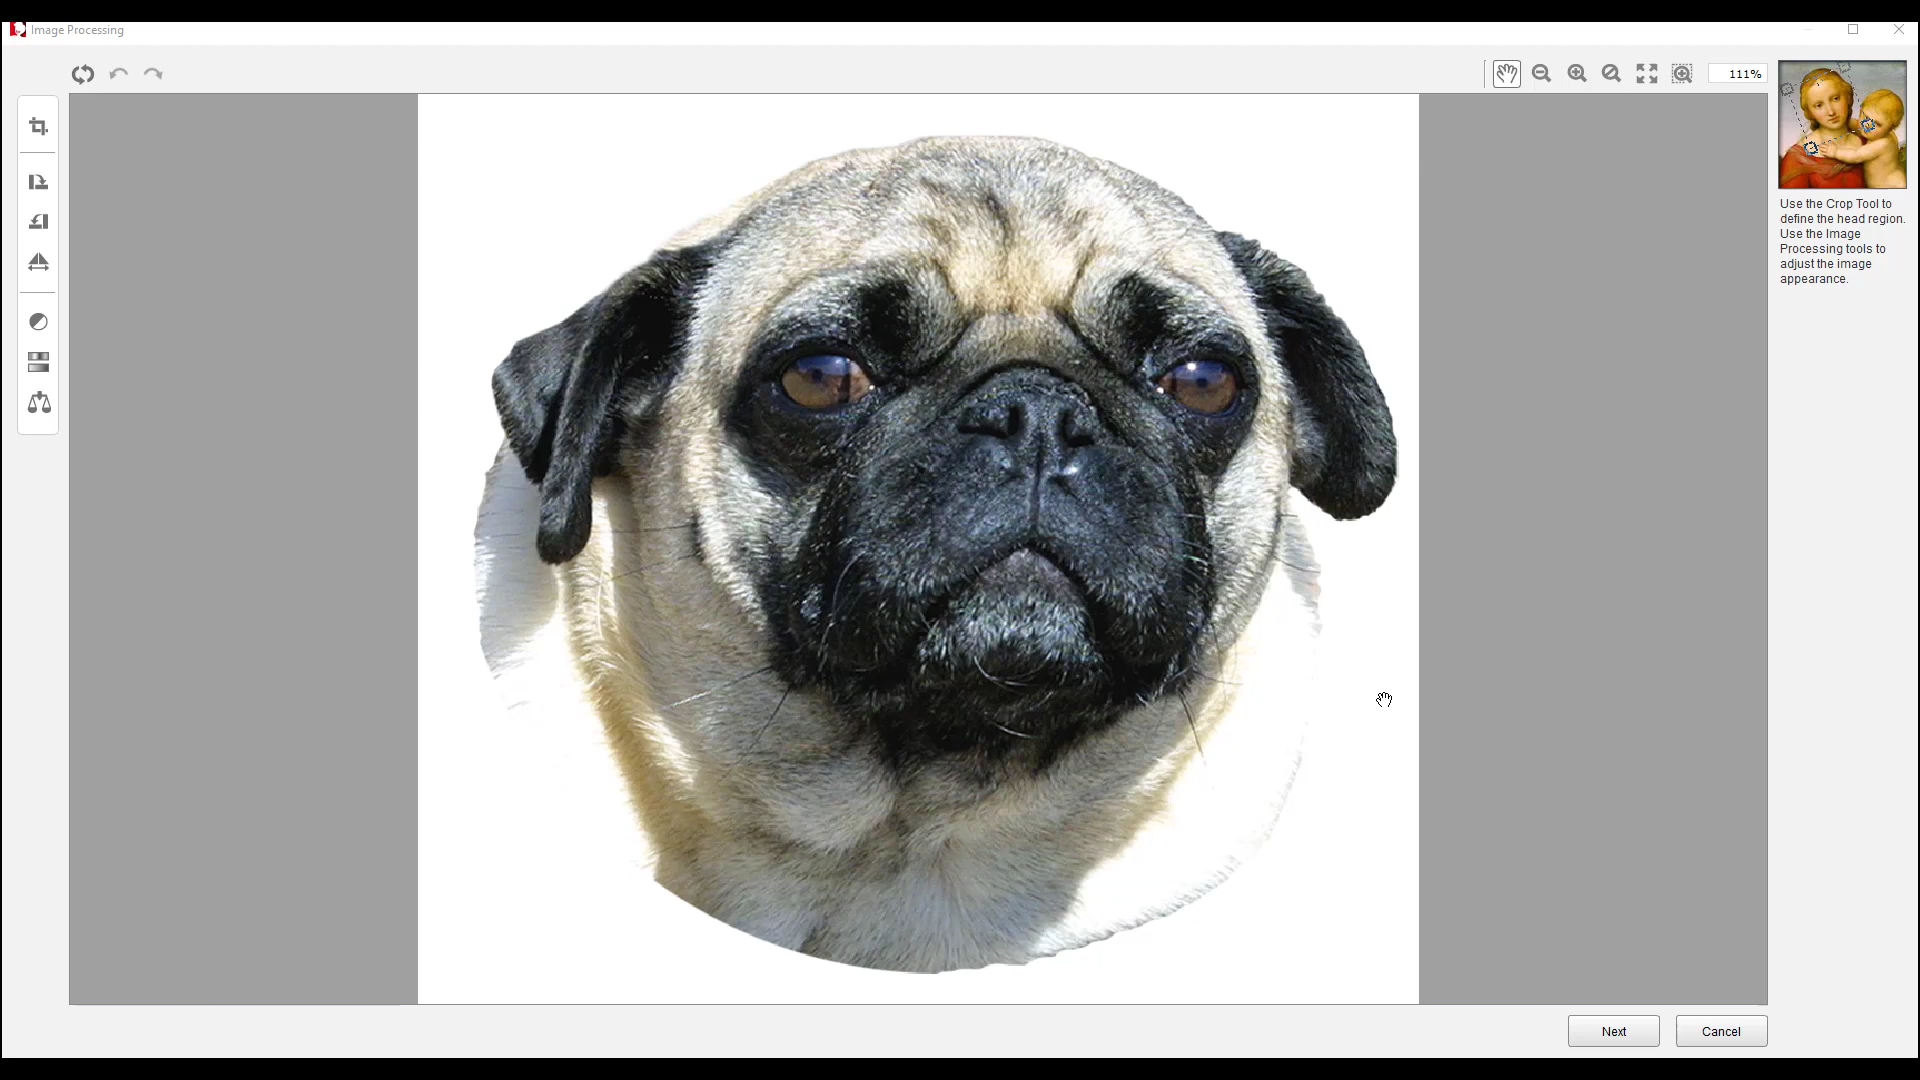 Image Processing
111%
Use the Crop Tool to
define the head region.
Use the Image
Processing tools to
adjust the image
appearance.
Next
Cancel